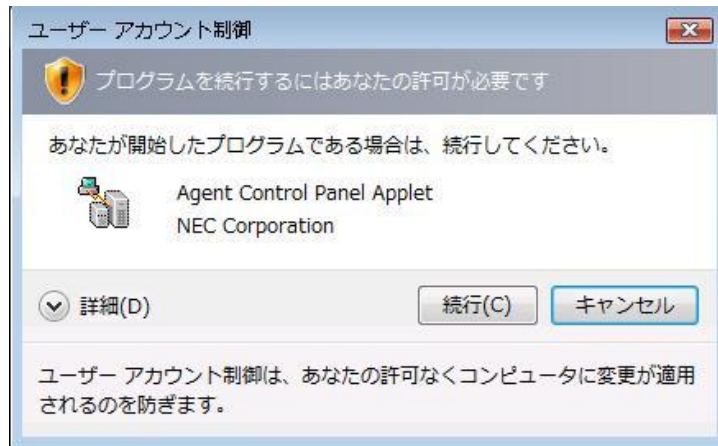 ユーザー アカウント制御
プログラムを続行するにはあなたの許可が必要です
あなたが開始したプログラムである場合は、続行してください。
Agent Control Panel Applet
NEC Corporation
詳細(D)
続行(C)
キャンセル
ユーザー アカウント制御は、あなたの許可なくコンピュータに変更が適用
されるのを防ぎます。